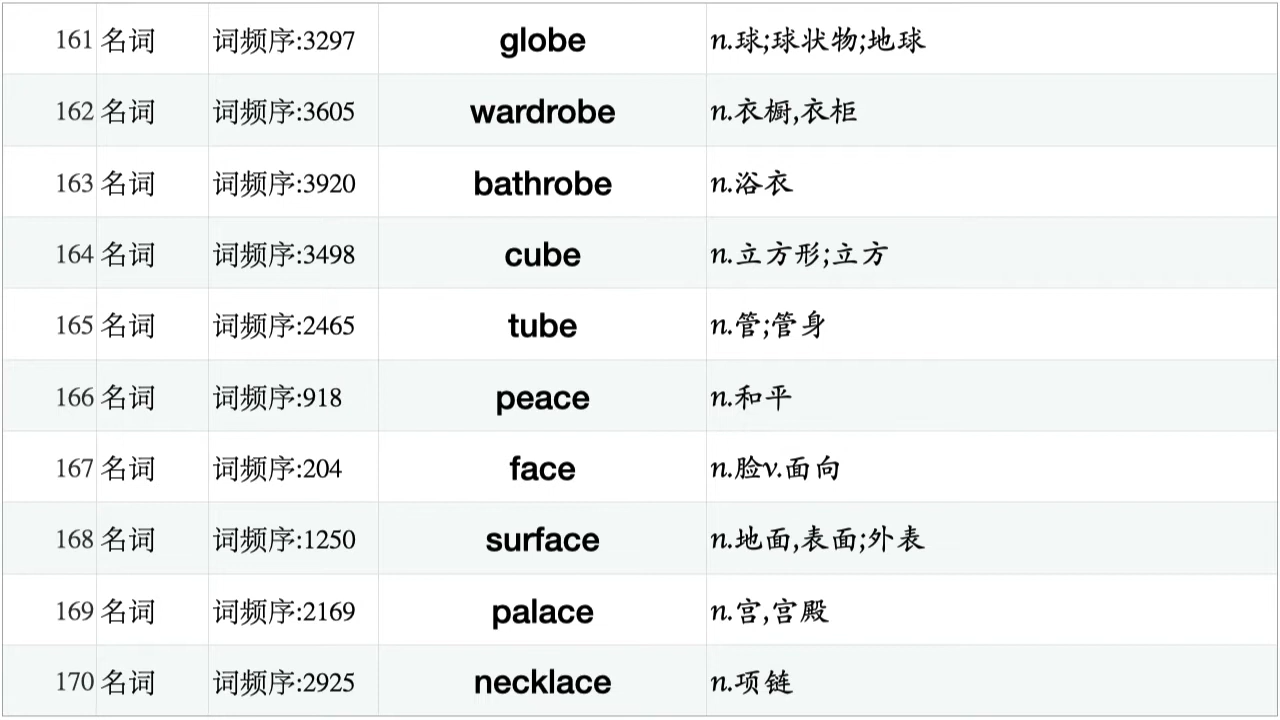 161 名词 词频序:3297 globe n.球;球状物;地球
162 名词 词频序:3605 wardrobe n.衣橱,衣柜
163 名词 词频序:3920 bathrobe n.浴衣
164 名词 词频序:3498 cube n.立方形;立方
165 名词 词频序:2465 tube n.管;管身
166 名词 词频序:918 peace n.和平
167 名词 词频序:204 face n.脸v.面向
168 名词 词频序:1250 surface n.地面,表面;外表
169 名词 词频序:2169 palace n.宫,宫殿
170 名词 词频序:2925 necklace n.项链